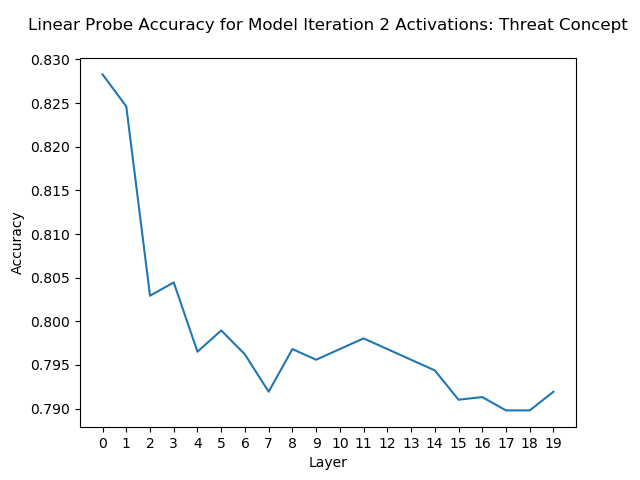 Linear Probe Accuracy for Model Iteration 2 Activations: Threat Concept
0.830
0.825
0.820
0.815
0.810
0.805
0.800
0.795
0.790
Accuracy
0 1 2 3 4 5 6 7 8 9 10 11 12 13 14 15 16 17 18 19
Layer